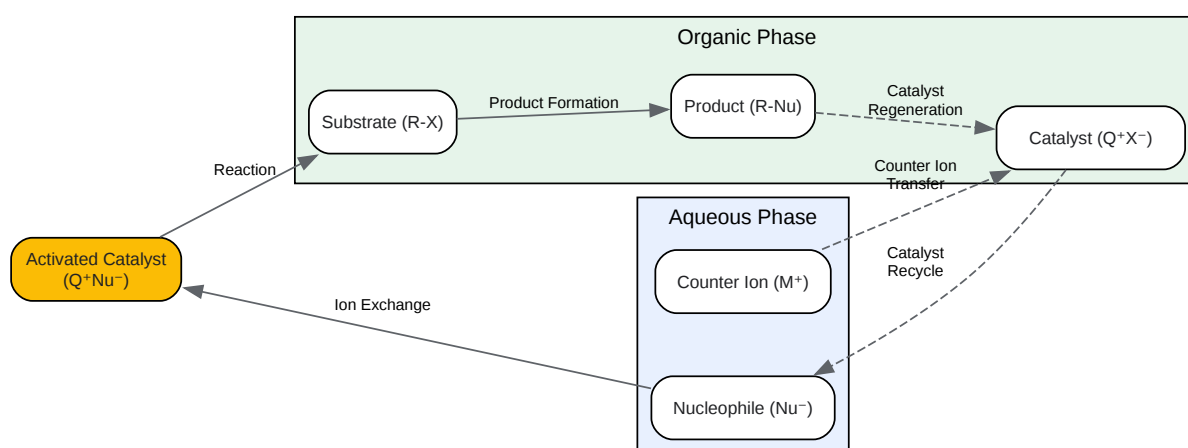 Organic Phase
Substrate (R-X)
Product Formation
Product (R-Nu)
Catalyst
Regeneration
Catalyst (Q⁺X⁻)
Reaction
Counter Ion
Transfer
Aqueous Phase
Activated Catalyst
(Q⁺Nu⁻)
Counter Ion (M⁺)
Catalyst
Recycle
Ion Exchange
Nucleophile (Nu⁻)